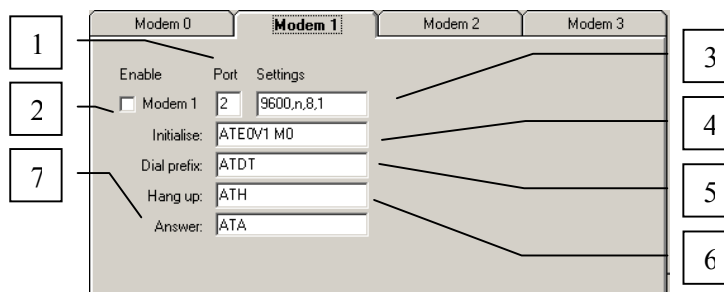 Modem 0 Modem 1 Modem 2 Modem 3
1
Enable Port Settings
3
2
Modem 1 2 9600,n,8,1
Initialise: ATE0V1 M0
4
7
Dial prefix: ATDT
5
Hang up: ATH
Answer: ATA
6